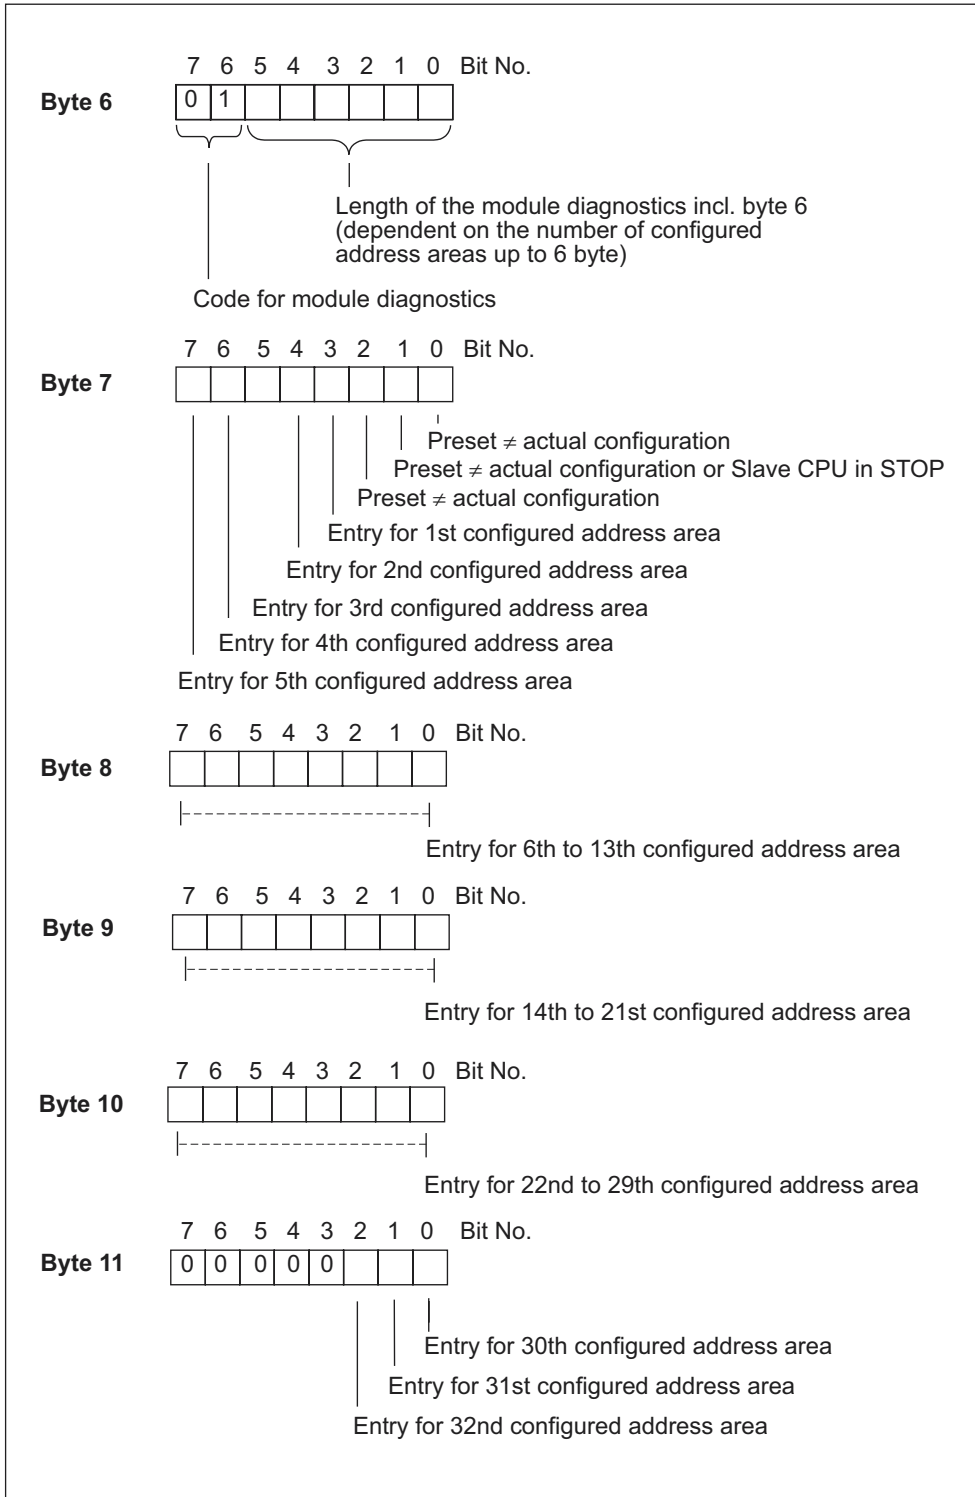 7 6 5 4 3 2 1 0 Bit No.
Byte 6
0 1
Length of the module diagnostics incl. byte 6
(dependent on the number of configured
address areas up to 6 byte)
Code for module diagnostics
7 6 5 4 3 2 1 0 Bit No.
Byte 7
Preset ≠ actual configuration
Preset ≠ actual configuration or Slave CPU in STOP
Preset ≠ actual configuration
Entry for 1st configured address area
Entry for 2nd configured address area
Entry for 3rd configured address area
Entry for 4th configured address area
Entry for 5th configured address area
7 6 5 4 3 2 1 0 Bit No.
Byte 8
Entry for 6th to 13th configured address area
7 6 5 4 3 2 1 0 Bit No.
Byte 9
Entry for 14th to 21st configured address area
7 6 5 4 3 2 1 0 Bit No.
Byte 10
Entry for 22nd to 29th configured address area
7 6 5 4 3 2 1 0 Bit No.
Byte 11
0 0 0 0 0
Entry for 30th configured address area
Entry for 31st configured address area
Entry for 32nd configured address area